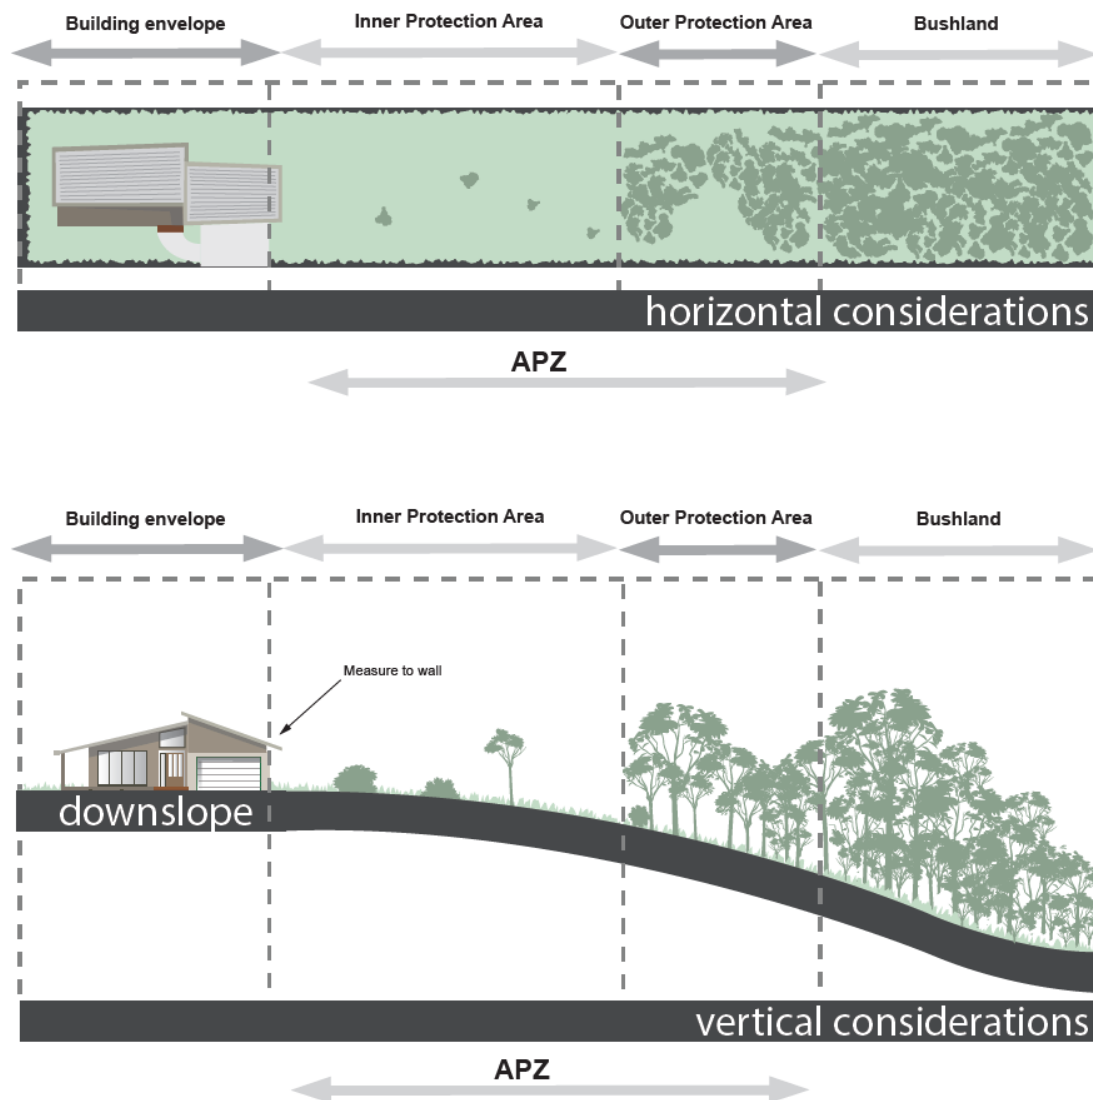 Building envelope
Inner Protection Area
Outer Protection Area
Bushland
horizontal considerations
APZ
Building envelope
Inner Protection Area
Outer Protection Area
Bushland
Measure to wall
downslope
vertical considerations
APZ